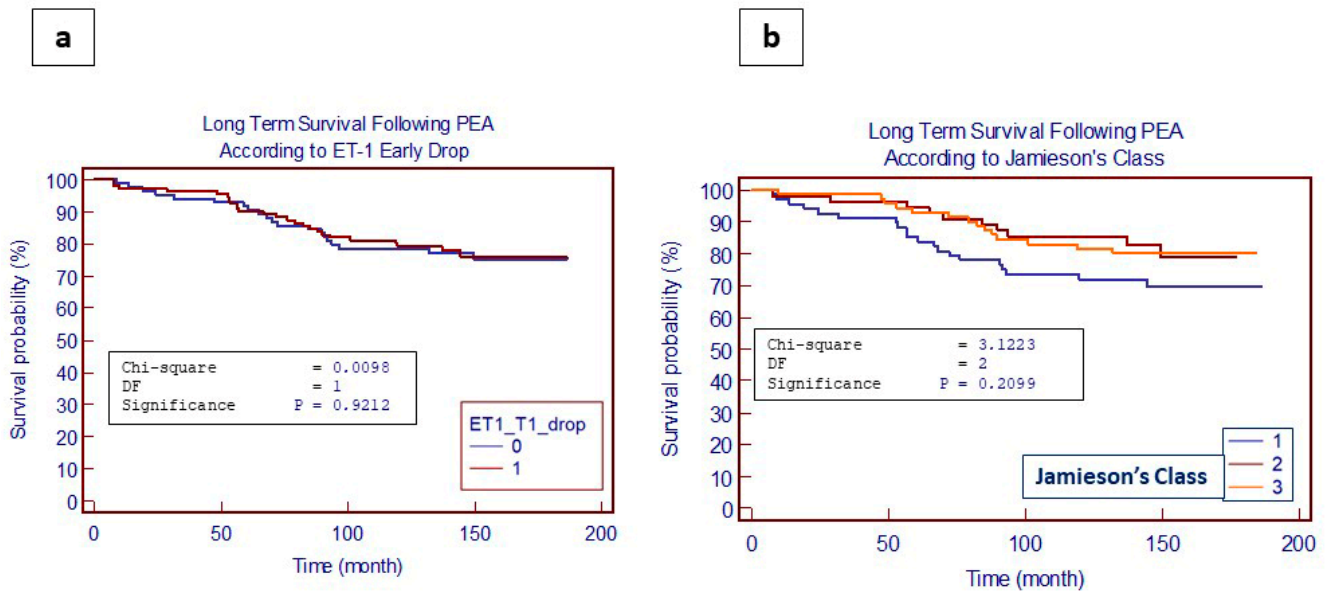 a
Long Term Survival Following PEA
According to ET-1 Early Drop
Survival probability (%)
100
90
80
70
60
50
40
30
20
10
0
Chi-square = 0.0098
DF = 1
Significance P = 0.9212
ET1_T1_drop
0
1
0 50 100 150 200
Time (month)
b
Long Term Survival Following PEA
According to Jamieson's Class
Survival probability (%)
100
90
80
70
60
50
40
30
20
10
0
Chi-square = 3.1223
DF = 2
Significance P = 0.2099
Jamieson's Class
1
2
3
0 50 100 150 200
Time (month)